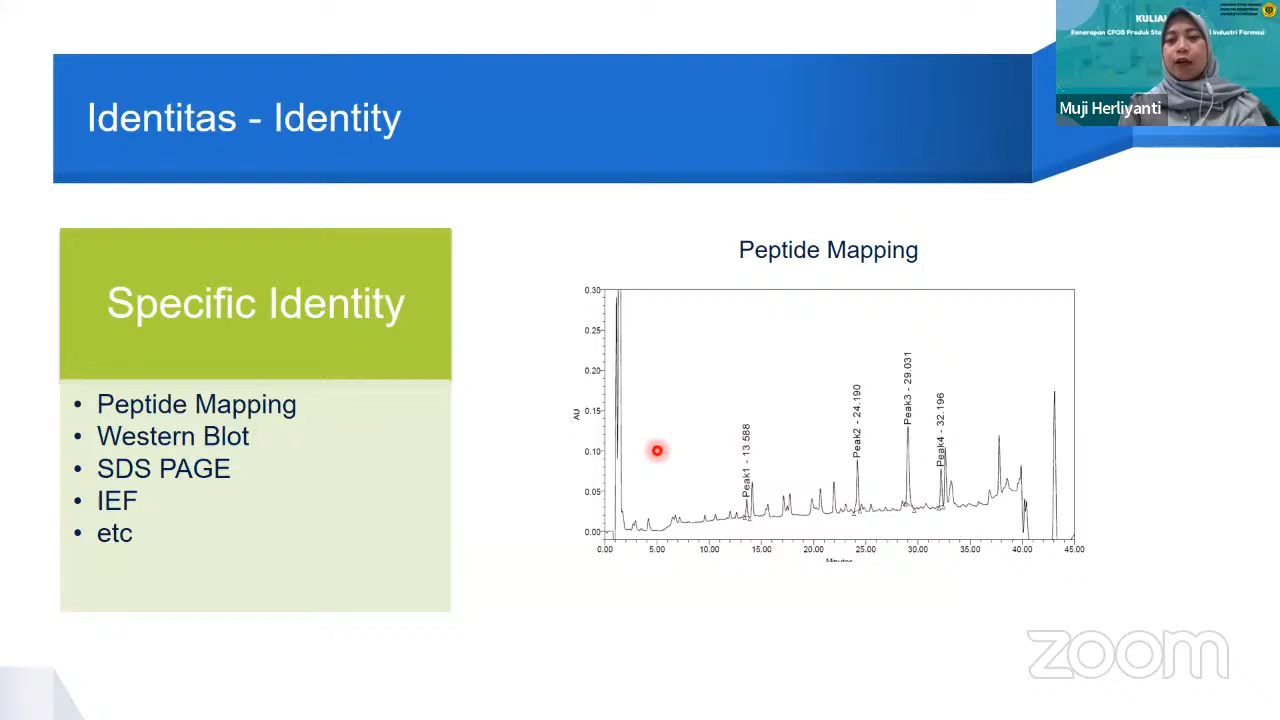 KULIAH
Penerapan CPOB Produk Ste
l Industri Farmasi
Muji Herliyanti
Identitas - Identity
Specific Identity
• Peptide Mapping
• Western Blot
• SDS PAGE
• IEF
• etc
Peptide Mapping
AU
0.30
0.25
0.20
0.15
0.10
0.05
0.00
Peak1 - 13.588
Peak2 - 24.190
Peak3 - 29.031
Peak4 - 32.196
0.00 5.00 10.00 15.00 20.00 25.00 30.00 35.00 40.00 45.00
Minutes
zoom